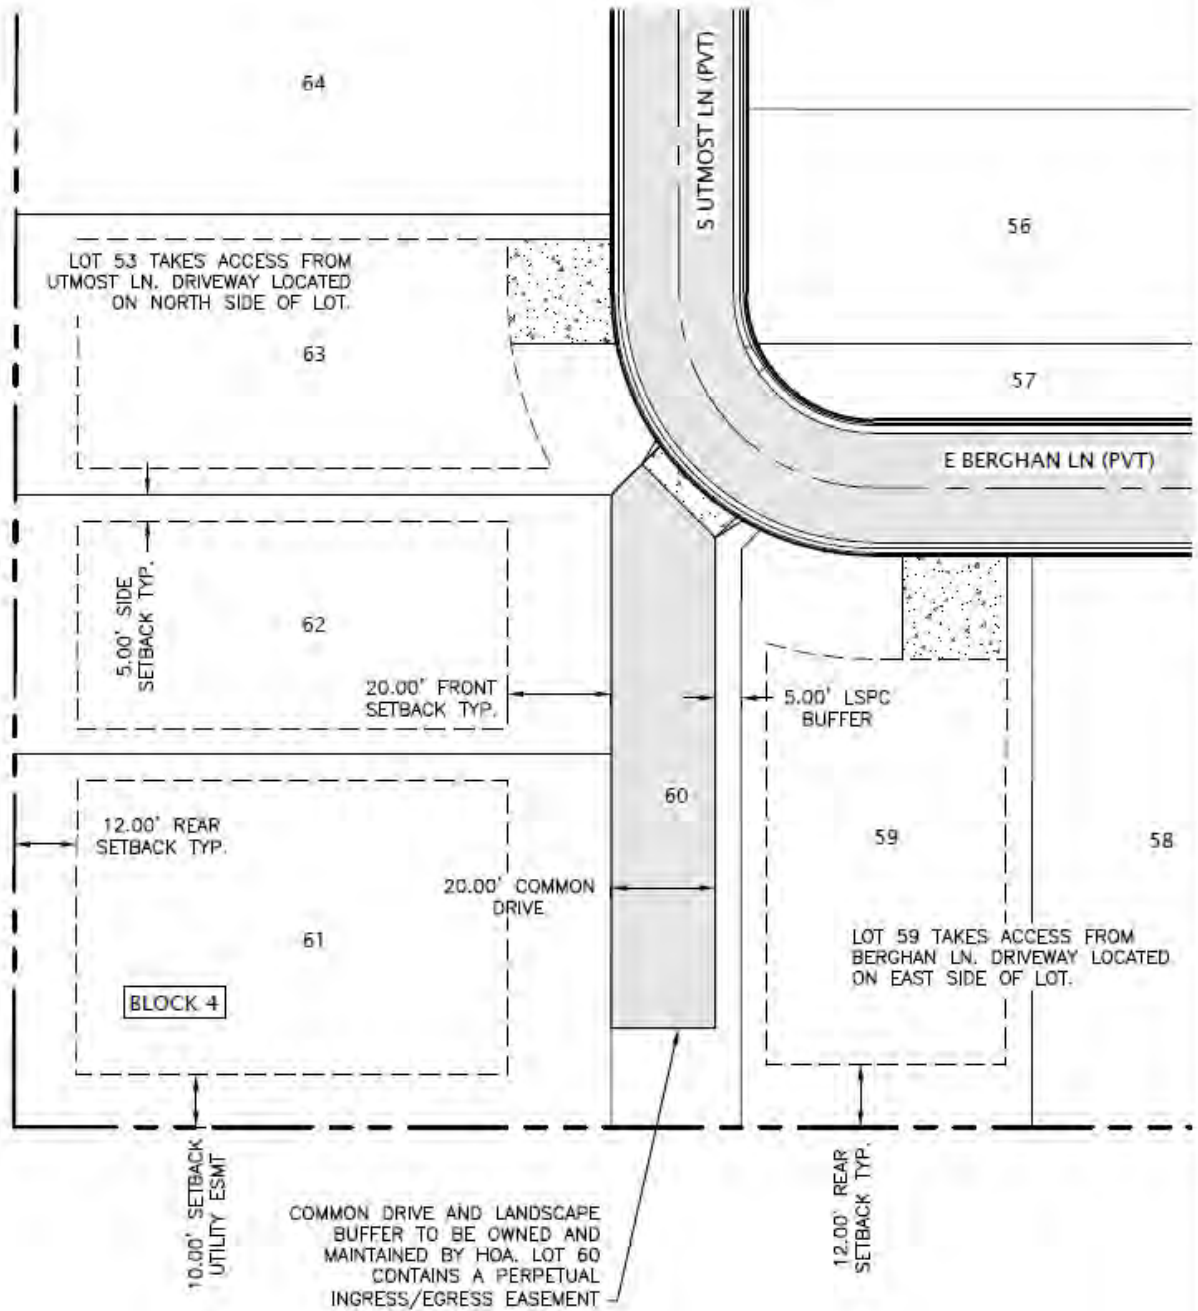 64
S UTMOST LN (PVT)
56
LOT 53 TAKES ACCESS FROM
UTMOST LN. DRIVEWAY LOCATED
ON NORTH SIDE OF LOT.
63
57
E BERGHAN LN (PVT)
5.00' SIDE
SETBACK TYP.
62
20.00' FRONT
SETBACK TYP.
5.00' LSPC
BUFFER
60
12.00' REAR
SETBACK TYP.
59
58
20.00' COMMON
DRIVE
61
LOT 59 TAKES ACCESS FROM
BERGHAN LN. DRIVEWAY LOCATED
ON EAST SIDE OF LOT.
BLOCK 4
10.00' SETBACK
UTILITY ESMT
12.00' REAR
SETBACK TYP.
COMMON DRIVE AND LANDSCAPE
BUFFER TO BE OWNED AND
MAINTAINED BY HOA. LOT 60
CONTAINS A PERPETUAL
INGRESS/EGRESS EASEMENT